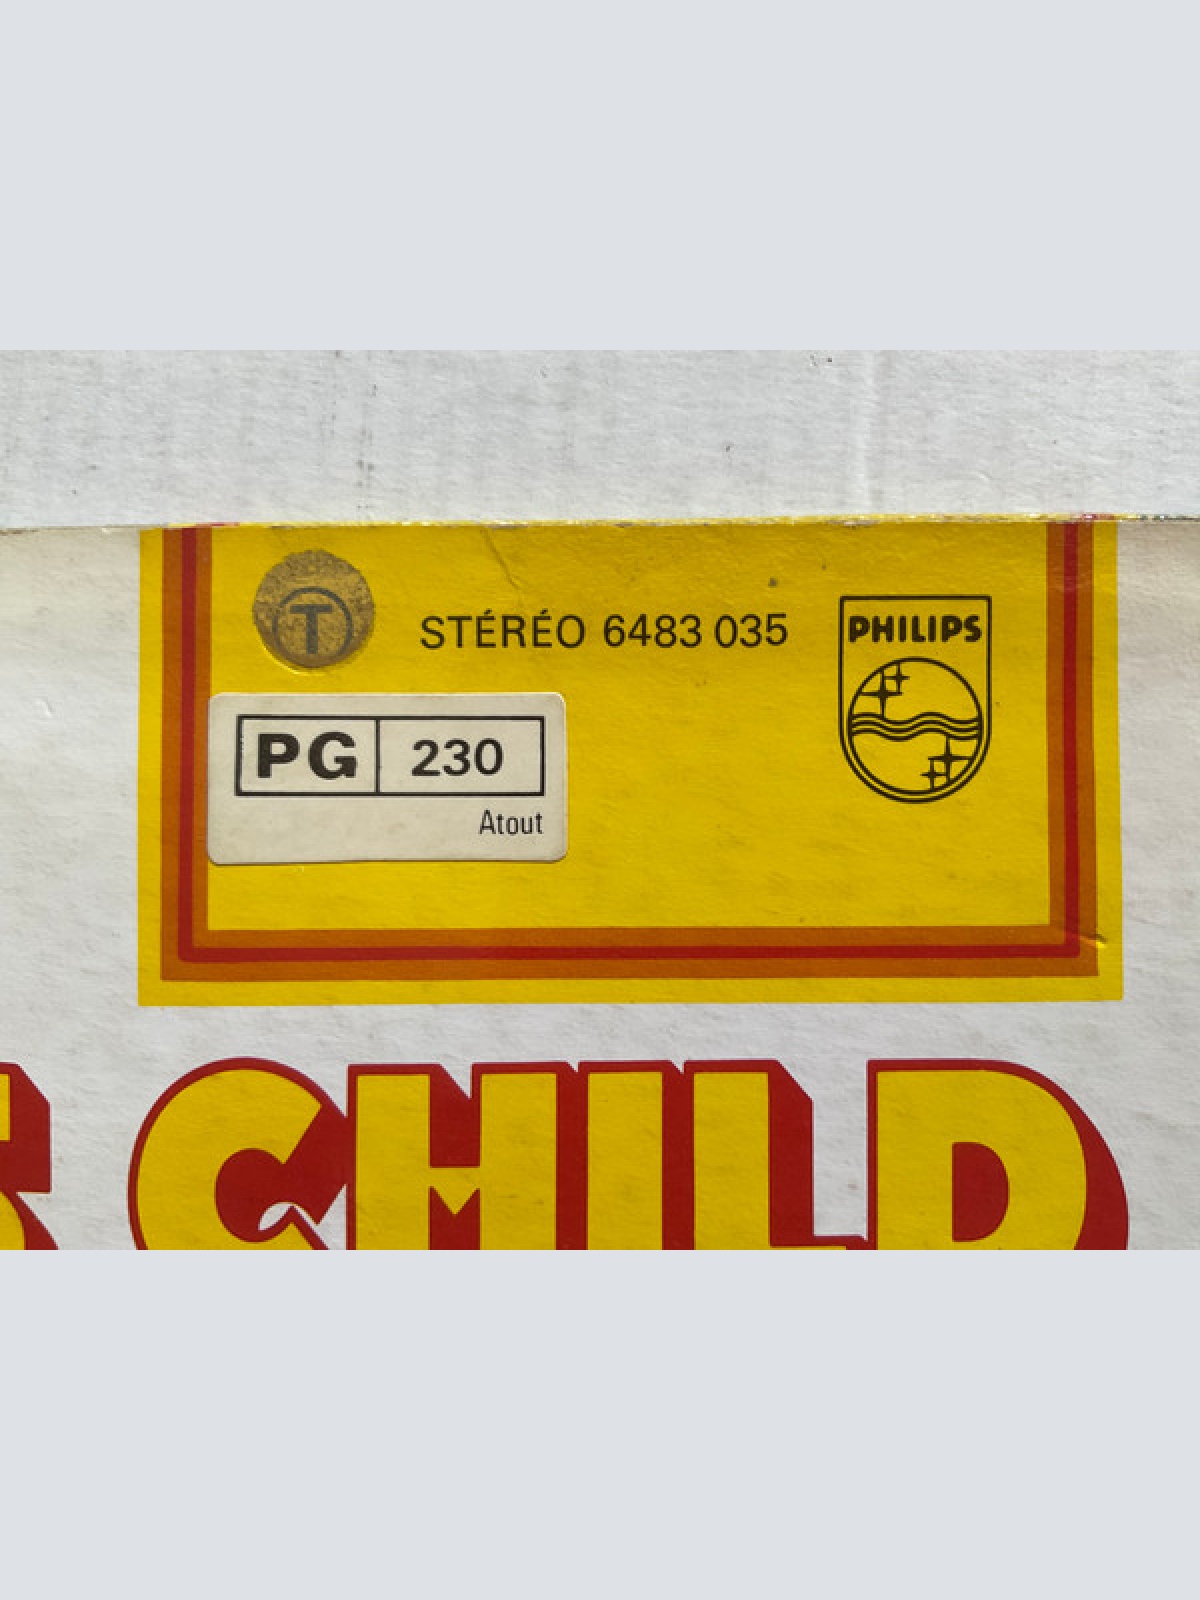 T
STÉRÉO 6483 035
PHILIPS
PG 230
Atout
S CHILD